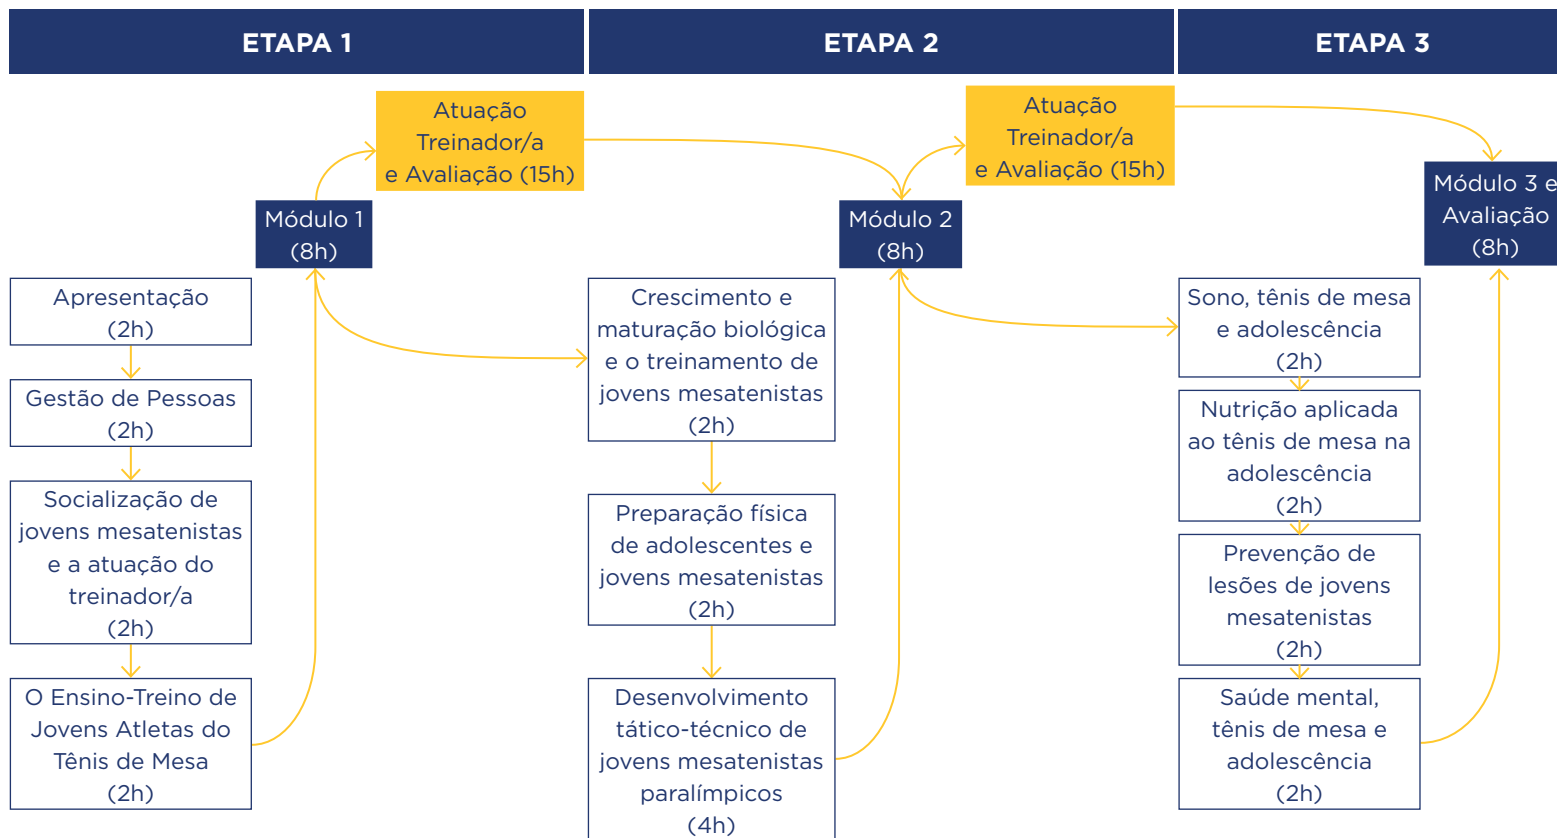 ETAPA 1
Atuação
Treinador/a
e Avaliação (15h)
Módulo 1
(8h)
Apresentação
(2h)
Gestão de Pessoas
(2h)
Socialização de
jovens mesatenistas
e a atuação do
treinador/a
(2h)
O Ensino-Treino de
Jovens Atletas do
Tênis de Mesa
(2h)
ETAPA 2
Atuação
Treinador/a
e Avaliação (15h)
Módulo 2
(8h)
Crescimento e
maturação biológica
e o treinamento de
jovens mesatenistas
(2h)
Preparação física
de adolescentes e
jovens mesatenistas
(2h)
Desenvolvimento
tático-técnico de
jovens mesatenistas
paralímpicos
(4h)
ETAPA 3
Módulo 3 e
Avaliação
(8h)
Sono, tênis de mesa
e adolescência
(2h)
Nutrição aplicada
ao tênis de mesa na
adolescência
(2h)
Prevenção de
lesões de jovens
mesatenistas
(2h)
Saúde mental,
tênis de mesa e
adolescência
(2h)